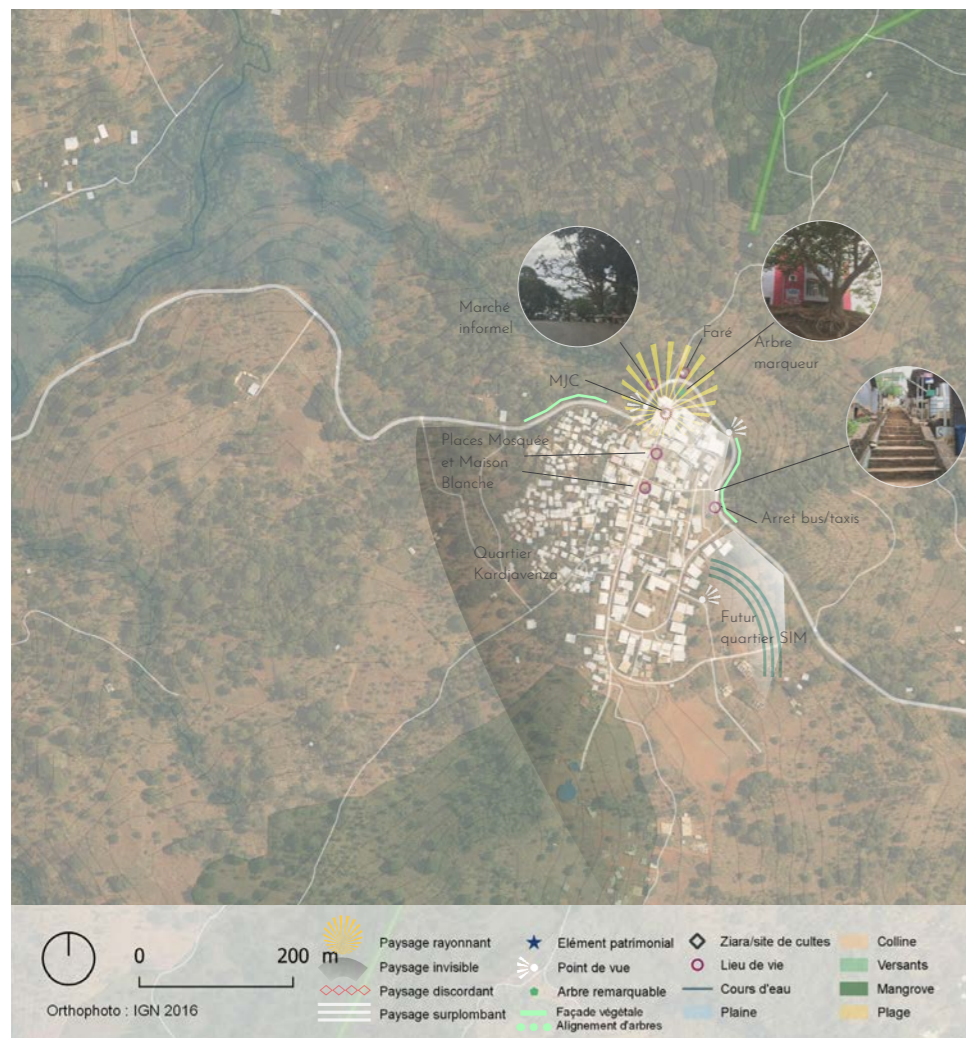 Marché
informel
Faré
Arbre
marqueur
MJC
Places Mosquée
et Maison
Blanche
Arret bus/taxis
Quartier
Kardjavenza
Futur
quartier SIM
0 200 m
Orthophoto : IGN 2016
Paysage rayonnant
Paysage invisible
Paysage discordant
Paysage surplombant
Elément patrimonial
Point de vue
Arbre remarquable
Façade végétale
Alignement d'arbres
Ziara/site de cultes
Lieu de vie
Cours d'eau
Plaine
Colline
Versants
Mangrove
Plage